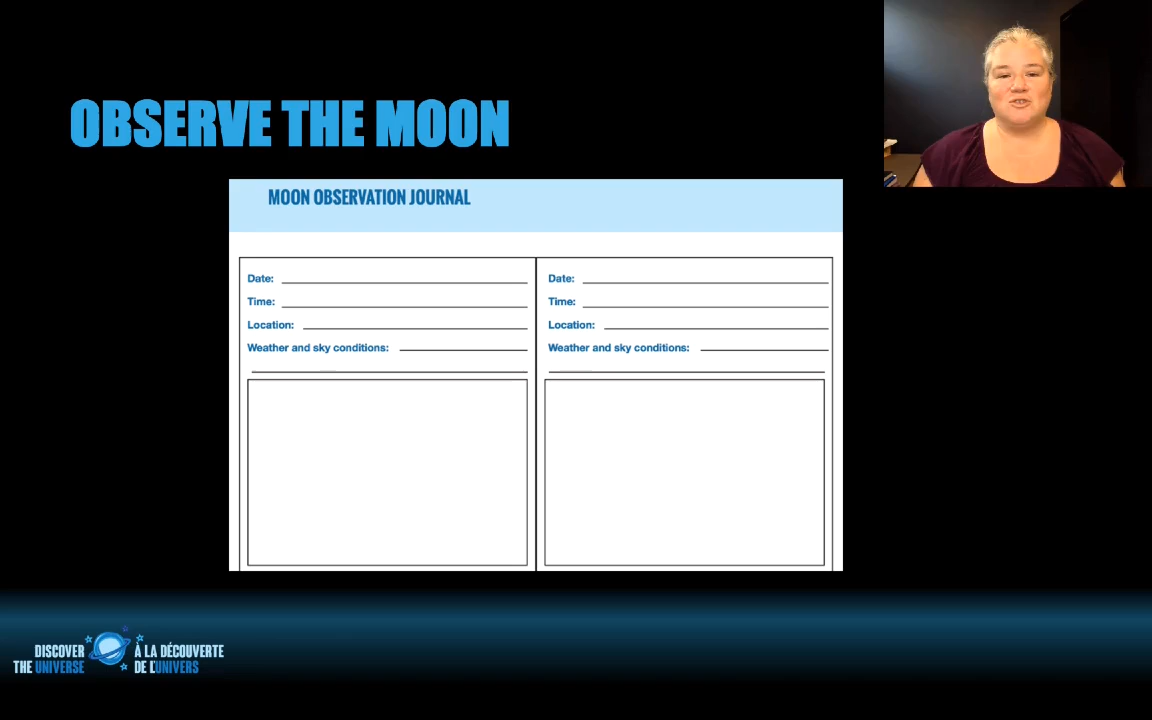 OBSERVE THE MOON
MOON OBSERVATION JOURNAL
Date:
Time:
Location:
Weather and sky conditions:
Date:
Time:
Location:
Weather and sky conditions:
DISCOVER
THE UNIVERSE
À LA DÉCOUVERTE
DE L'UNIVERS